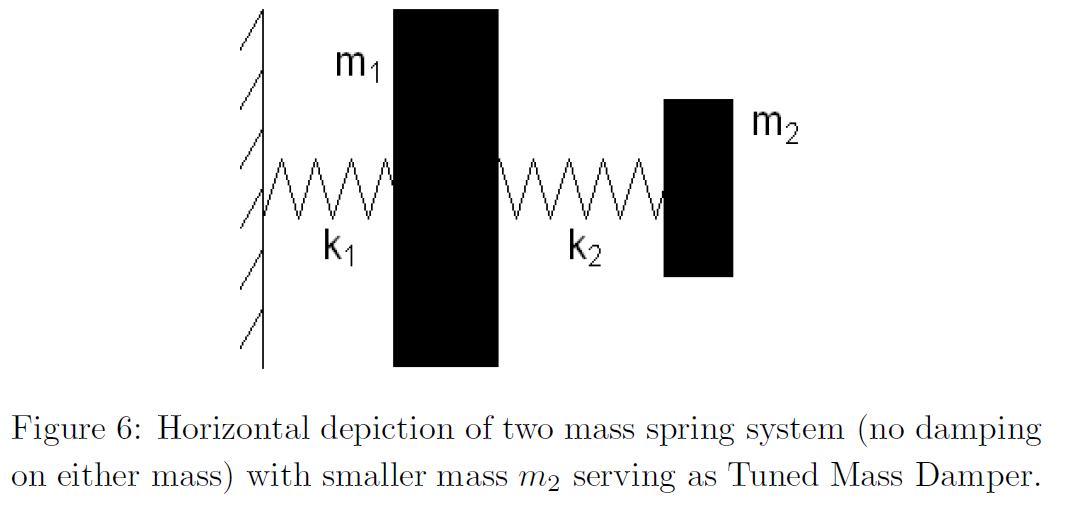 m₁
m₂
k₁
k₂
Figure 6: Horizontal depiction of two mass spring system (no damping
on either mass) with smaller mass m₂ serving as Tuned Mass Damper.